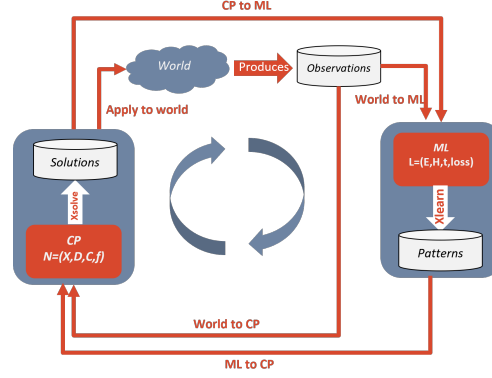 CP to ML
World
Produces
Observations
Apply to world
World to ML
Solutions
Xsolve
CP
N=(X,D,C,f)
ML
L=(E,H,t,loss)
Xlearn
Patterns
World to CP
ML to CP